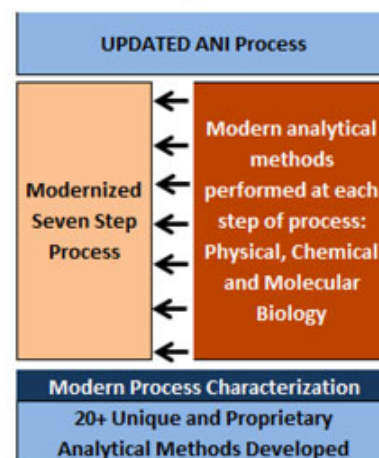 UPDATED ANI Process
Modernized
Seven Step
Process
Modern analytical
methods
performed at each
step of process:
Physical, Chemical
and Molecular
Biology
Modern Process Characterization
20+ Unique and Proprietary
Analytical Methods Developed